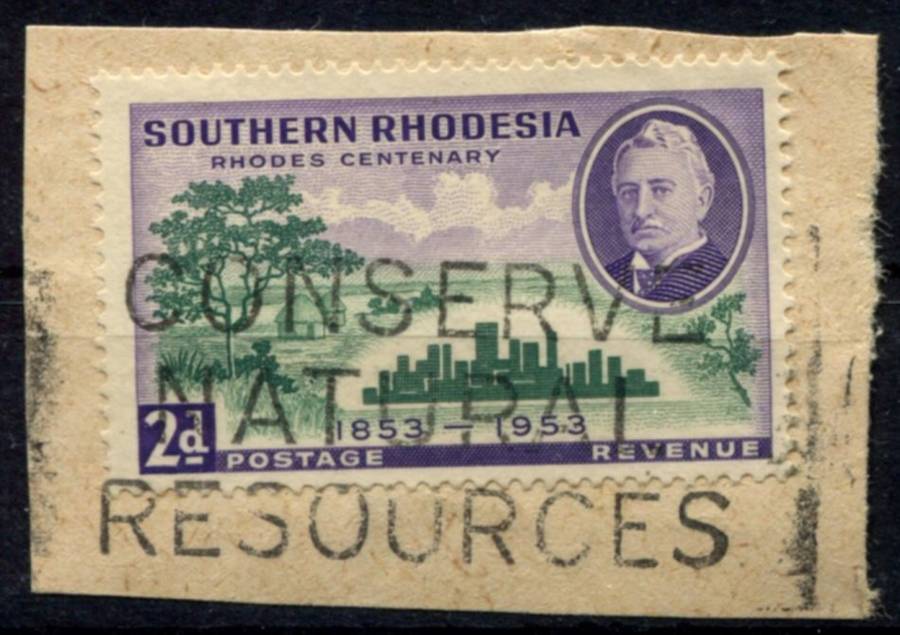 SOUTHERN RHODESIA
RHODES CENTENARY
CONSERVE
NATURAL
1853 — 1953
2d
POSTAGE REVENUE
RESOURCES